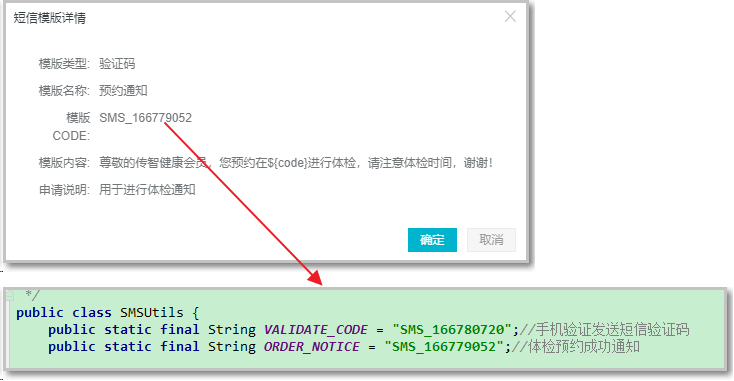 短信模版详情
模版类型: 验证码
模版名称: 预约通知
模版 SMS_166779052
CODE:
模版内容: 尊敬的传智健康会员，您预约在${code}进行体检，请注意体检时间，谢谢!
申请说明: 用于进行体检通知
确定 取消
*/
public class SMSUtils {
public static final String VALIDATE_CODE = "SMS_166780720";//手机验证发送短信验证码
public static final String ORDER_NOTICE = "SMS_166779052";//体检预约成功通知